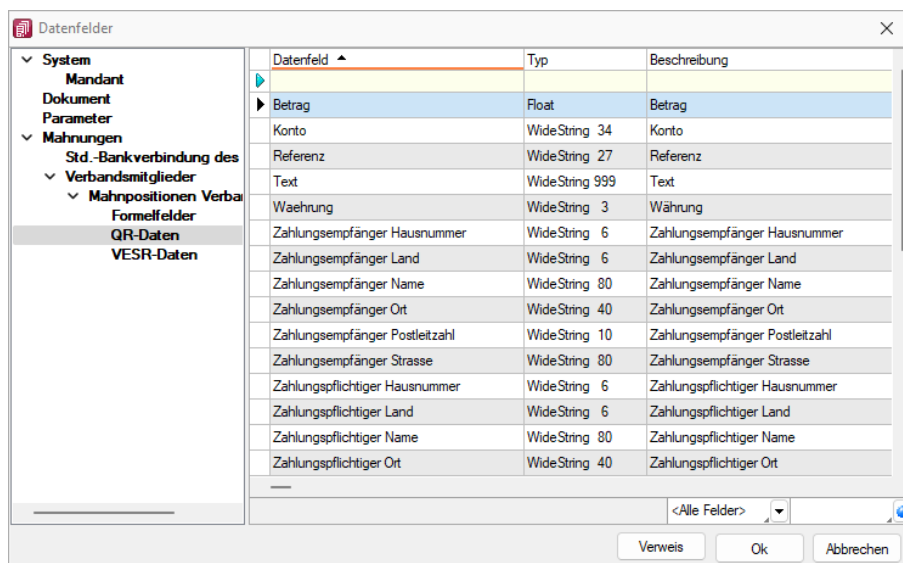 Datenfelder
System
Mandant
Dokument
Parameter
Mahnungen
Std.-Bankverbindung des
Verbandsmitglieder
Mahnpositionen Verba
Formelfelder
QR-Daten
VESR-Daten
Datenfeld Typ Beschreibung
Betrag Float Betrag
Konto WideString 34 Konto
Referenz WideString 27 Referenz
Text WideString 999 Text
Waehrung WideString 3 Währung
Zahlungsempfänger Hausnummer WideString 6 Zahlungsempfänger Hausnummer
Zahlungsempfänger Land WideString 6 Zahlungsempfänger Land
Zahlungsempfänger Name WideString 80 Zahlungsempfänger Name
Zahlungsempfänger Ort WideString 40 Zahlungsempfänger Ort
Zahlungsempfänger Postleitzahl WideString 10 Zahlungsempfänger Postleitzahl
Zahlungsempfänger Strasse WideString 80 Zahlungsempfänger Strasse
Zahlungspflichtiger Hausnummer WideString 6 Zahlungspflichtiger Hausnummer
Zahlungspflichtiger Land WideString 6 Zahlungspflichtiger Land
Zahlungspflichtiger Name WideString 80 Zahlungspflichtiger Name
Zahlungspflichtiger Ort WideString 40 Zahlungspflichtiger Ort
<Alle Felder>
Verweis Ok Abbrechen